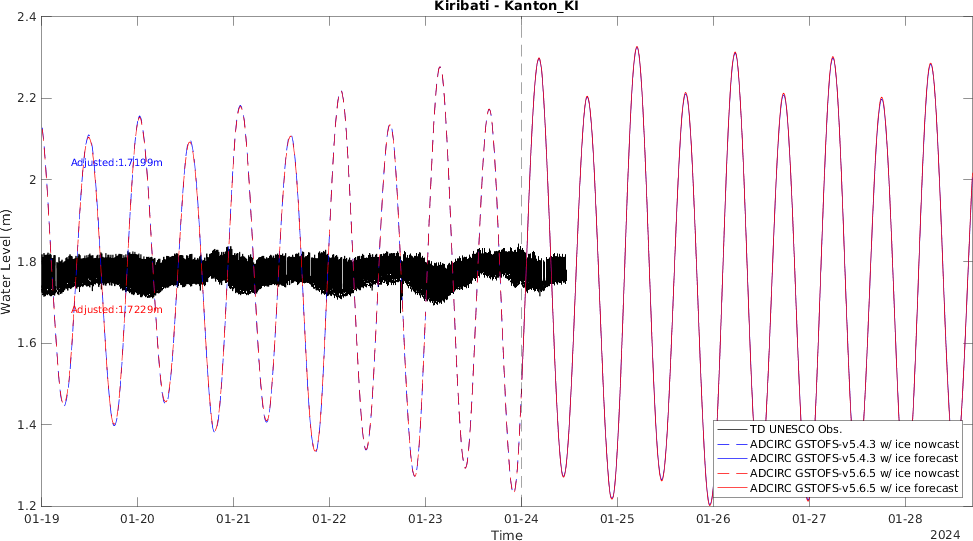 Kiribati - Kanton_KI
2.4
2.2
2
1.8
1.6
1.4
1.2
Water Level (m)
Adjusted:1.7199m
Adjusted:1.7229m
TD UNESCO Obs.
ADCIRC GSTOFS-v5.4.3 w/ ice nowcast
ADCIRC GSTOFS-v5.4.3 w/ ice forecast
ADCIRC GSTOFS-v5.6.5 w/ ice nowcast
ADCIRC GSTOFS-v5.6.5 w/ ice forecast
01-19 01-20 01-21 01-22 01-23 01-24 01-25 01-26 01-27 01-28
Time
2024